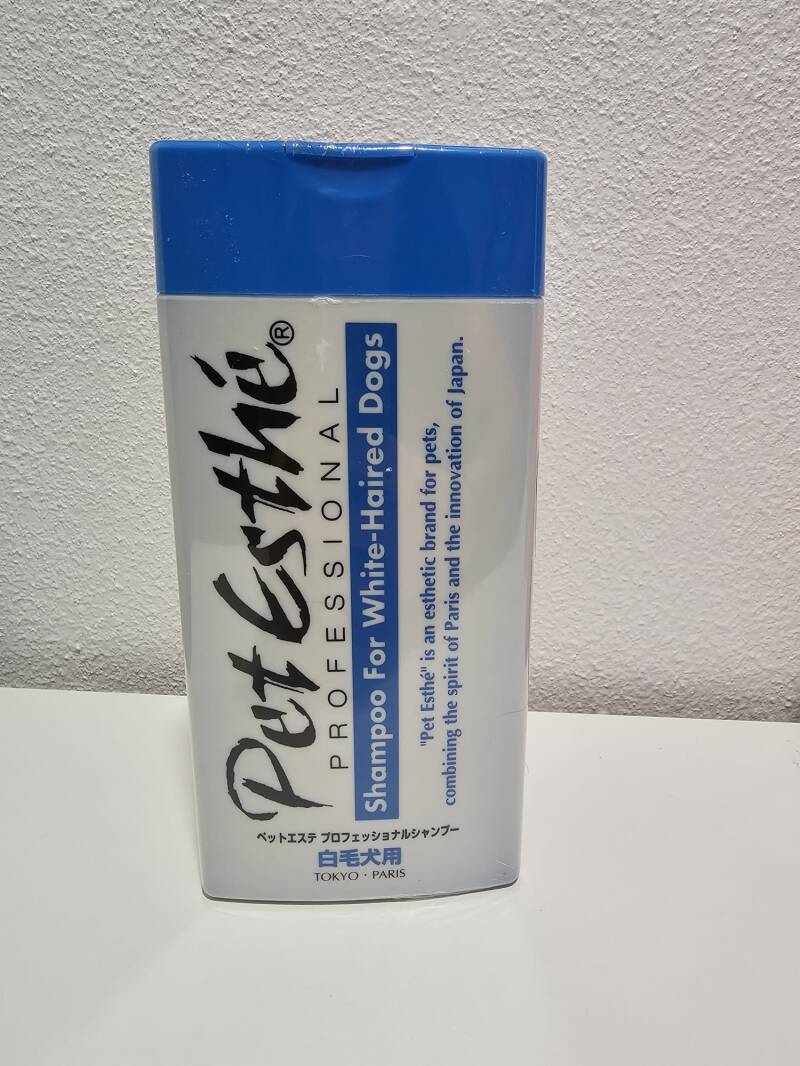 Pet Esthé®
PROFESSIONAL
Shampoo For White-Haired Dogs
"Pet Esthé" is an esthetic brand for pets,
combining the spirit of Paris and the innovation of Japan.
ペットエステ プロフェッショナルシャンプー
白毛犬用
TOKYO・PARIS